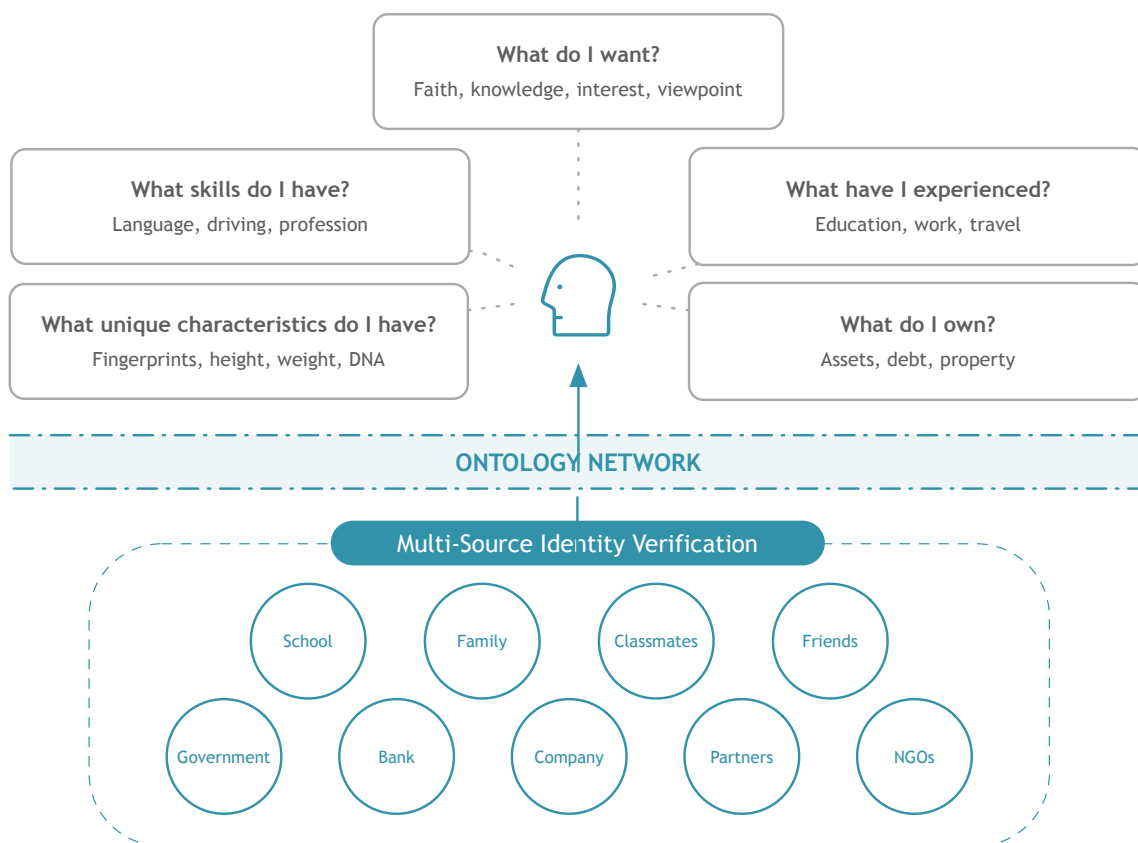 What do I want?
Faith, knowledge, interest, viewpoint
What skills do I have?
Language, driving, profession
What have I experienced?
Education, work, travel
What unique characteristics do I have?
Fingerprints, height, weight, DNA
What do I own?
Assets, debt, property
ONTOLOGY NETWORK
Multi-Source Identity Verification
School
Family
Classmates
Friends
Government
Bank
Company
Partners
NGOs